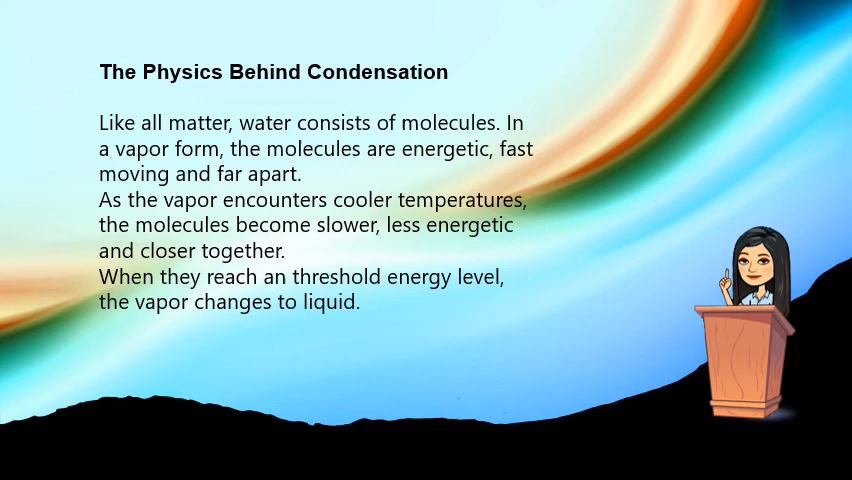 The Physics Behind Condensation
Like all matter, water consists of molecules. In
a vapor form, the molecules are energetic, fast
moving and far apart.
As the vapor encounters cooler temperatures,
the molecules become slower, less energetic
and closer together.
When they reach an threshold energy level,
the vapor changes to liquid.